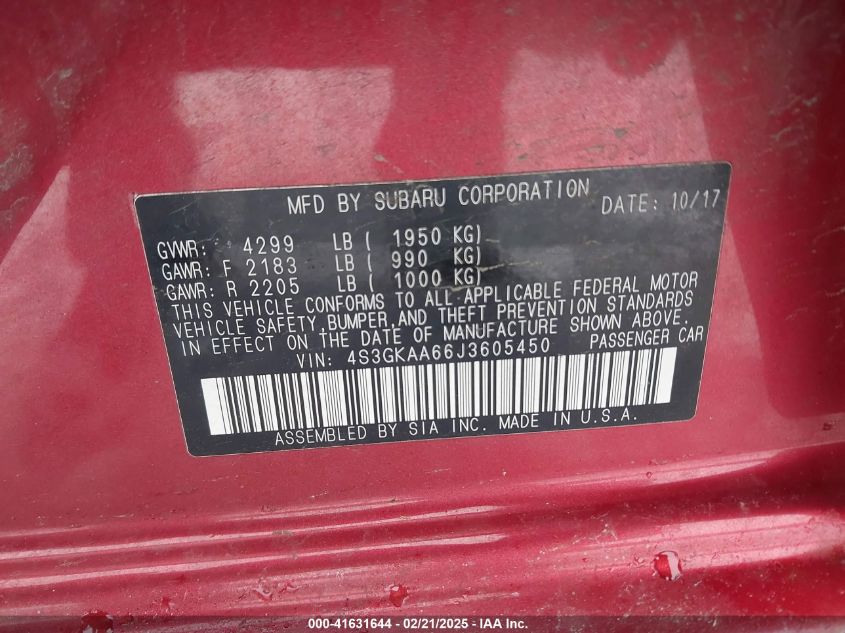 MFD BY SUBARU CORPORATION DATE: 10/17
GVWR: 4299 LB ( 1950 KG)
GAWR: F 2183 LB ( 990 KG)
GAWR: R 2205 LB ( 1000 KG)
THIS VEHICLE CONFORMS TO ALL APPLICABLE FEDERAL MOTOR
VEHICLE SAFETY, BUMPER, AND THEFT PREVENTION STANDARDS
IN EFFECT ON THE DATE OF MANUFACTURE SHOWN ABOVE.
VIN: 4S3GKAA66J3605450 PASSENGER CAR
ASSEMBLED BY SIA INC. MADE IN U.S.A.
000-41631644 - 02/21/2025 - IAA Inc.